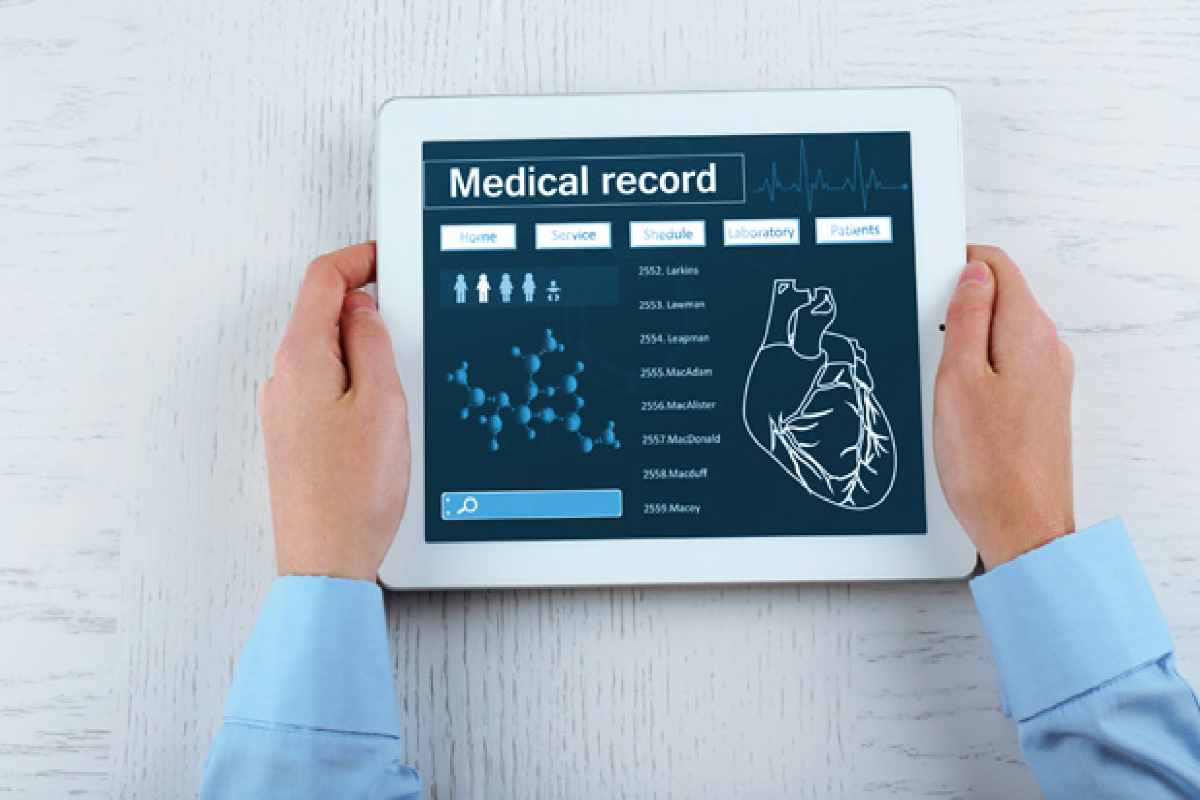 Medical record
Home Service Shedule Laboratory Patients
2552. Larkins
2553. Lawman
2554. Leapman
2555.MacAdam
2556.MacAlister
2557.MacDonald
2558.Macduff
2559.Macey